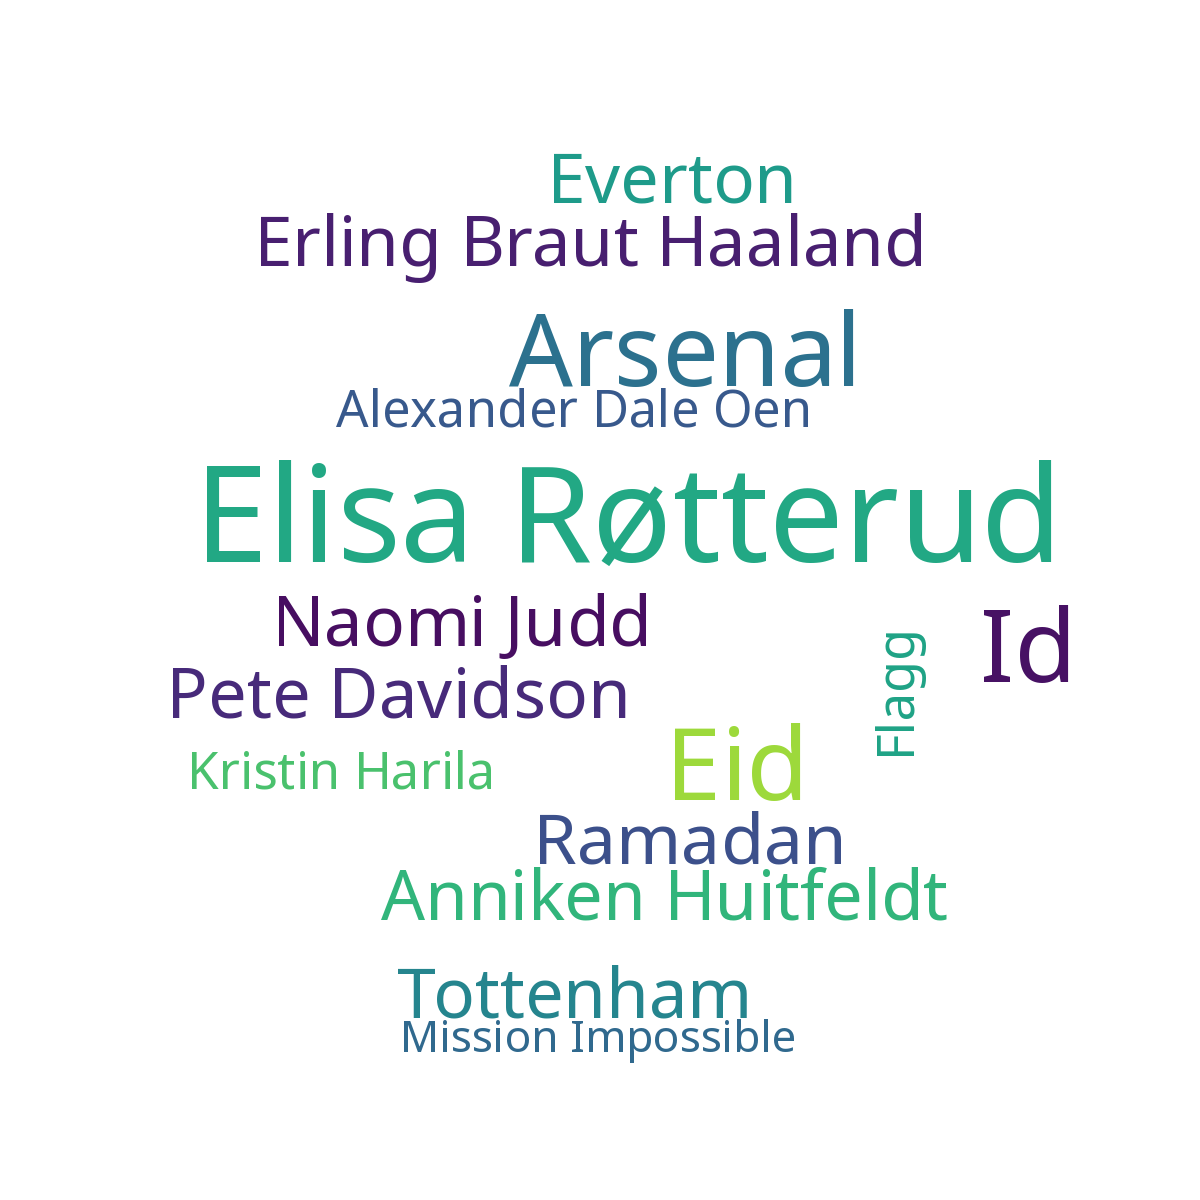 Everton
Erling Braut Haaland
Arsenal
Alexander Dale Oen
Elisa Røtterud
Naomi Judd
Id
Flagg
Pete Davidson
Eid
Kristin Harila
Ramadan
Anniken Huitfeldt
Tottenham
Mission Impossible